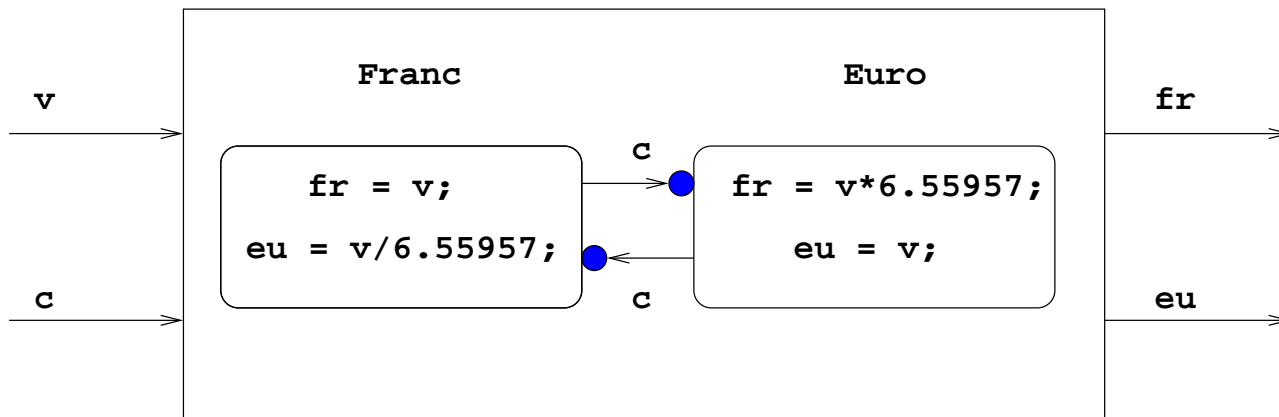 Franc
Euro
v
fr
c
fr = v;
fr = v*6.55957;
eu = v/6.55957;
eu = v;
c
c
eu